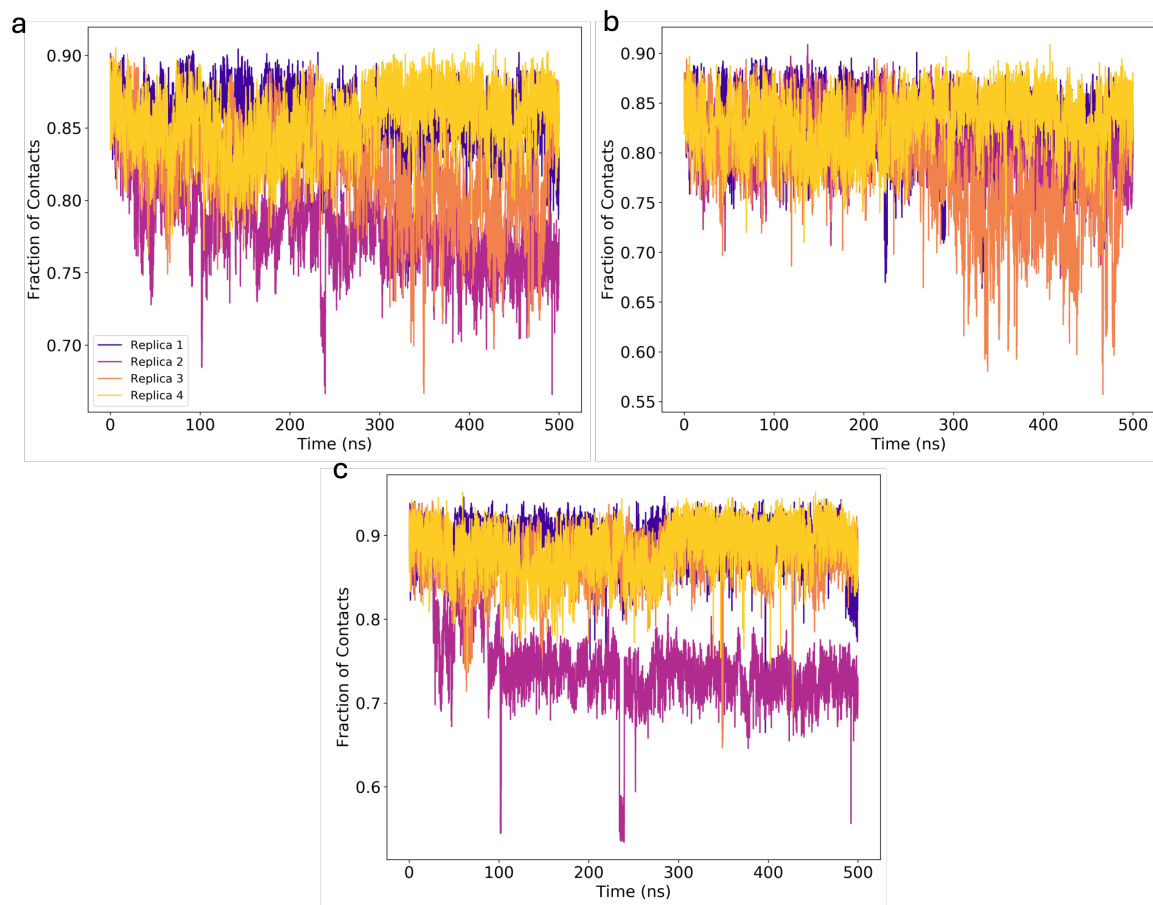 a
Fraction of Contacts
0.90
0.85
0.80
0.75
0.70
Replica 1
Replica 2
Replica 3
Replica 4
0 100 200 300 400 500
Time (ns)
b
Fraction of Contacts
0.90
0.85
0.80
0.75
0.70
0.65
0.60
0.55
0 100 200 300 400 500
Time (ns)
c
Fraction of Contacts
0.9
0.8
0.7
0.6
0 100 200 300 400 500
Time (ns)